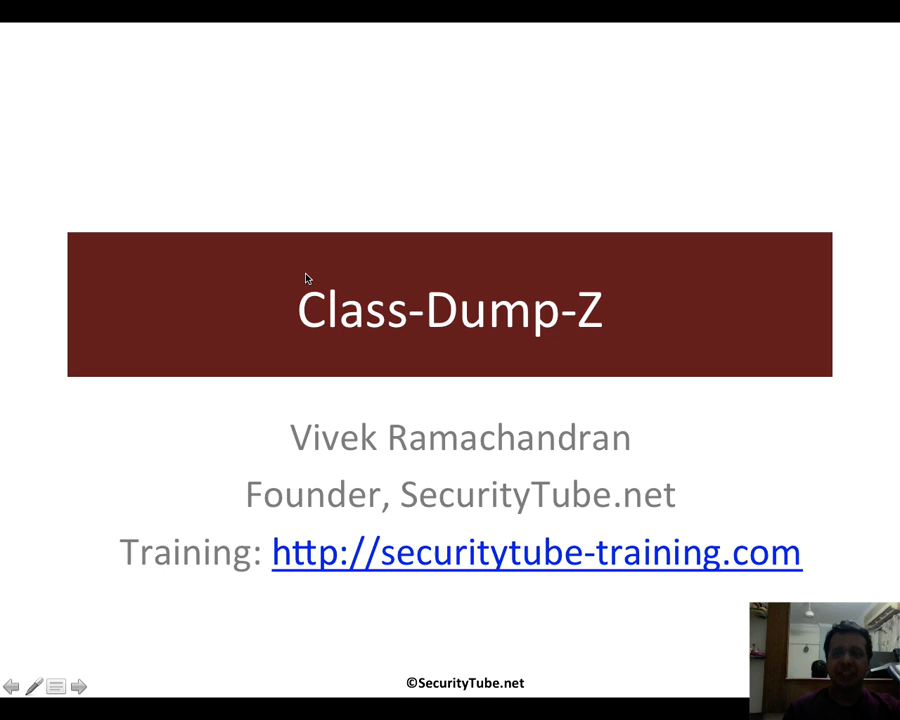 Class-Dump-Z
Vivek Ramachandran
Founder, SecurityTube.net
Training: http://securitytube-training.com
©SecurityTube.net